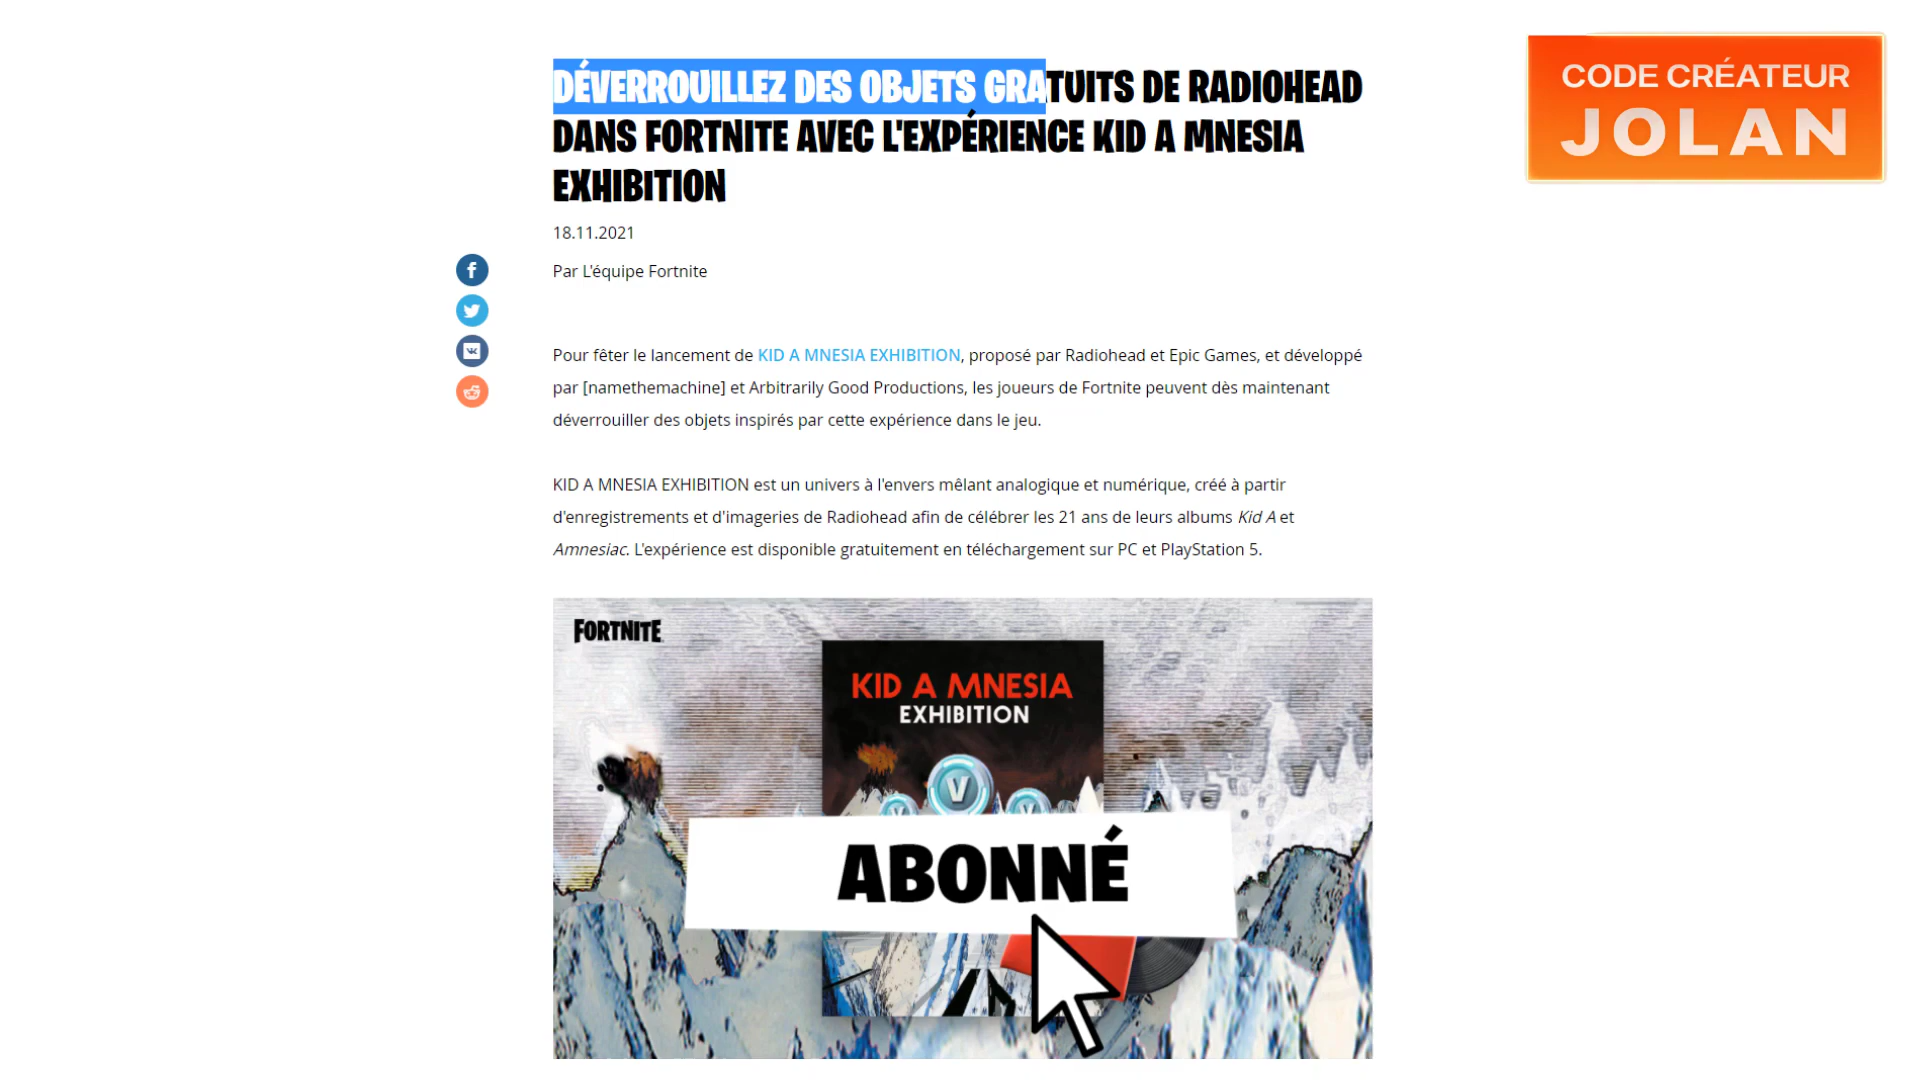 DÉVERROUILLEZ DES OBJETS GRATUITS DE RADIOHEAD
DANS FORTNITE AVEC L'EXPÉRIENCE KID A MNESIA
EXHIBITION
18.11.2021
Par L'équipe Fortnite
Pour fêter le lancement de KID A MNESIA EXHIBITION, proposé par Radiohead et Epic Games, et développé
par [namethemachine] et Arbitrarily Good Productions, les joueurs de Fortnite peuvent dès maintenant
déverrouiller des objets inspirés par cette expérience dans le jeu.
KID A MNESIA EXHIBITION est un univers à l'envers mêlant analogique et numérique, créé à partir
d'enregistrements et d'imageries de Radiohead afin de célébrer les 21 ans de leurs albums Kid A et
Amnesiac. L'expérience est disponible gratuitement en téléchargement sur PC et PlayStation 5.
FORTNITE
KID A MNESIA
EXHIBITION
V
V
V
ABONNÉ
CODE CRÉATEUR
JOLAN